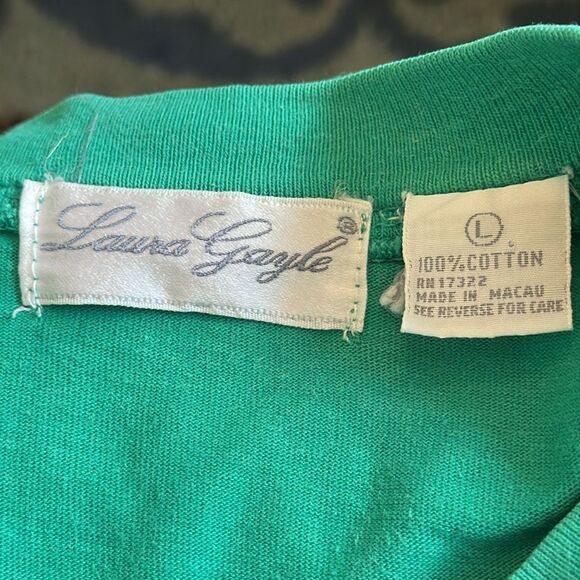 Laura Gayle ®
L
100% COTTON
RN 17322
MADE IN MACAU
SEE REVERSE FOR CARE